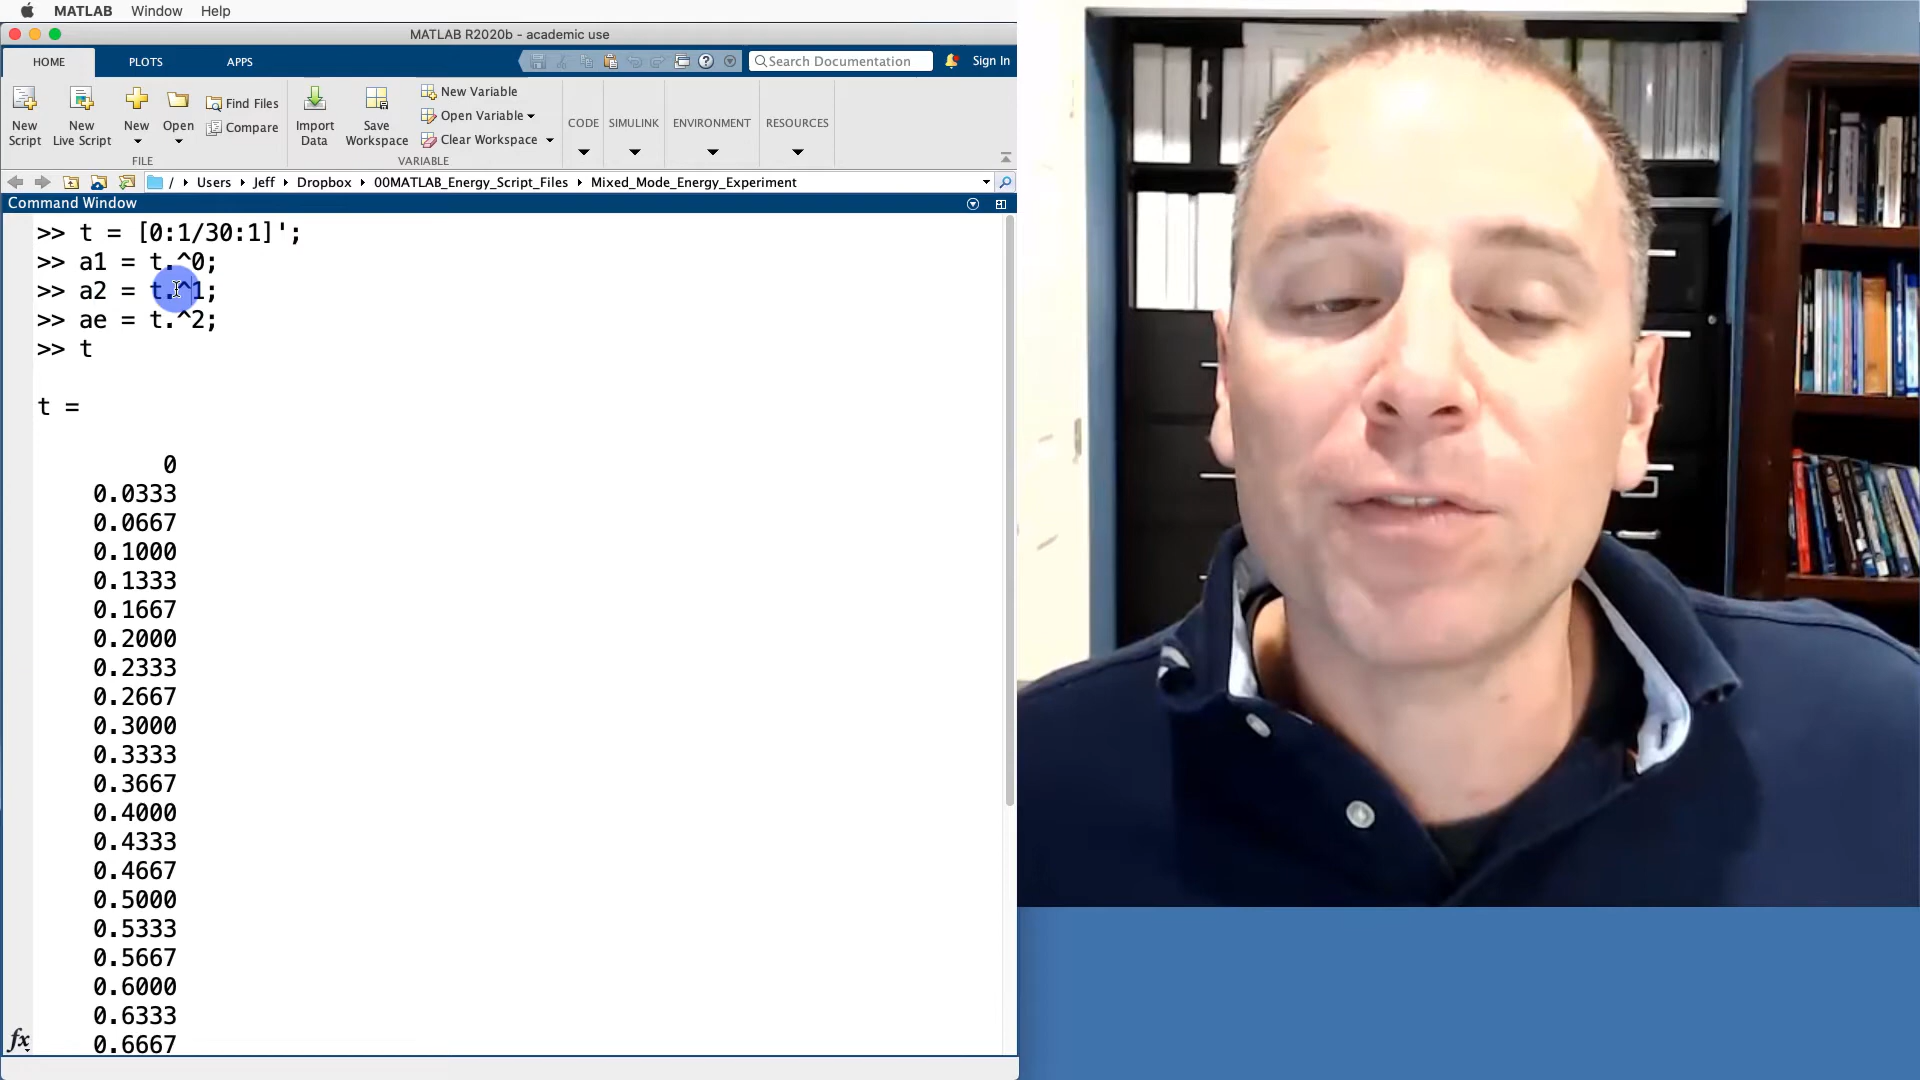 MATLAB Window Help
MATLAB R2020b - academic use
HOME PLOTS APPS
Search Documentation
Sign In
New Script
New Live Script
New
Open
Find Files
Compare
FILE
Import Data
Save Workspace
New Variable
Open Variable
Clear Workspace
VARIABLE
CODE
SIMULINK
ENVIRONMENT
RESOURCES
/ Users Jeff Dropbox 00MATLAB_Energy_Script_Files Mixed_Mode_Energy_Experiment
Command Window
>> t = [0:1/30:1]';
>> a1 = t.^0;
>> a2 = t.^1;
>> ae = t.^2;
>> t
t =
0
0.0333
0.0667
0.1000
0.1333
0.1667
0.2000
0.2333
0.2667
0.3000
0.3333
0.3667
0.4000
0.4333
0.4667
0.5000
0.5333
0.5667
0.6000
0.6333
0.6667
fx